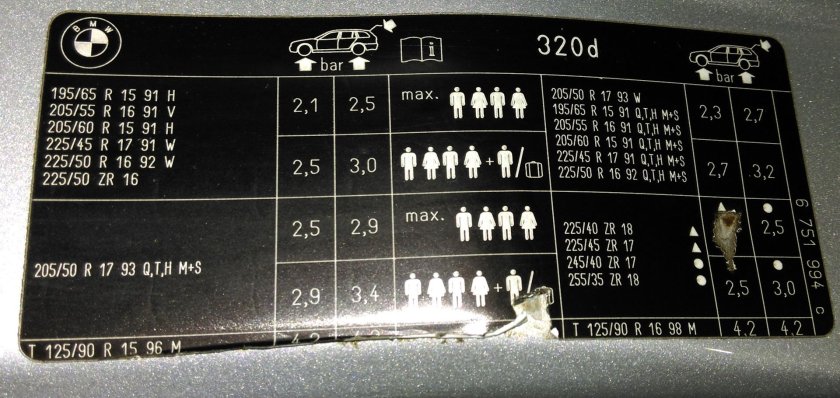 BMW
bar
i
320d
bar
195/65 R 15 91 H
205/55 R 16 91 V
205/60 R 15 91 H
225/45 R 17 91 W
225/50 R 16 92 W
225/50 ZR 16
2,1 2,5
max.
2,5 3,0
+ /
205/50 R 17 93 W
195/65 R 15 91 Q,T,H M+S
205/55 R 16 91 Q,T,H M+S
205/60 R 15 91 Q,T,H M+S
225/45 R 17 91 Q,T,H M+S
225/50 R 16 92 Q,T,H M+S
2,3 2,7
2,7 3,2
205/50 R 17 93 Q,T,H M+S
2,5 2,9
max.
2,9 3,4
+ /
225/40 ZR 18
225/45 ZR 17
245/40 ZR 17
255/35 ZR 18
2,5
2,5 3,0
T 125/90 R 15 96 M
4,2
T 125/90 R 16 98 M
4,2 4,2
6 751 994 c